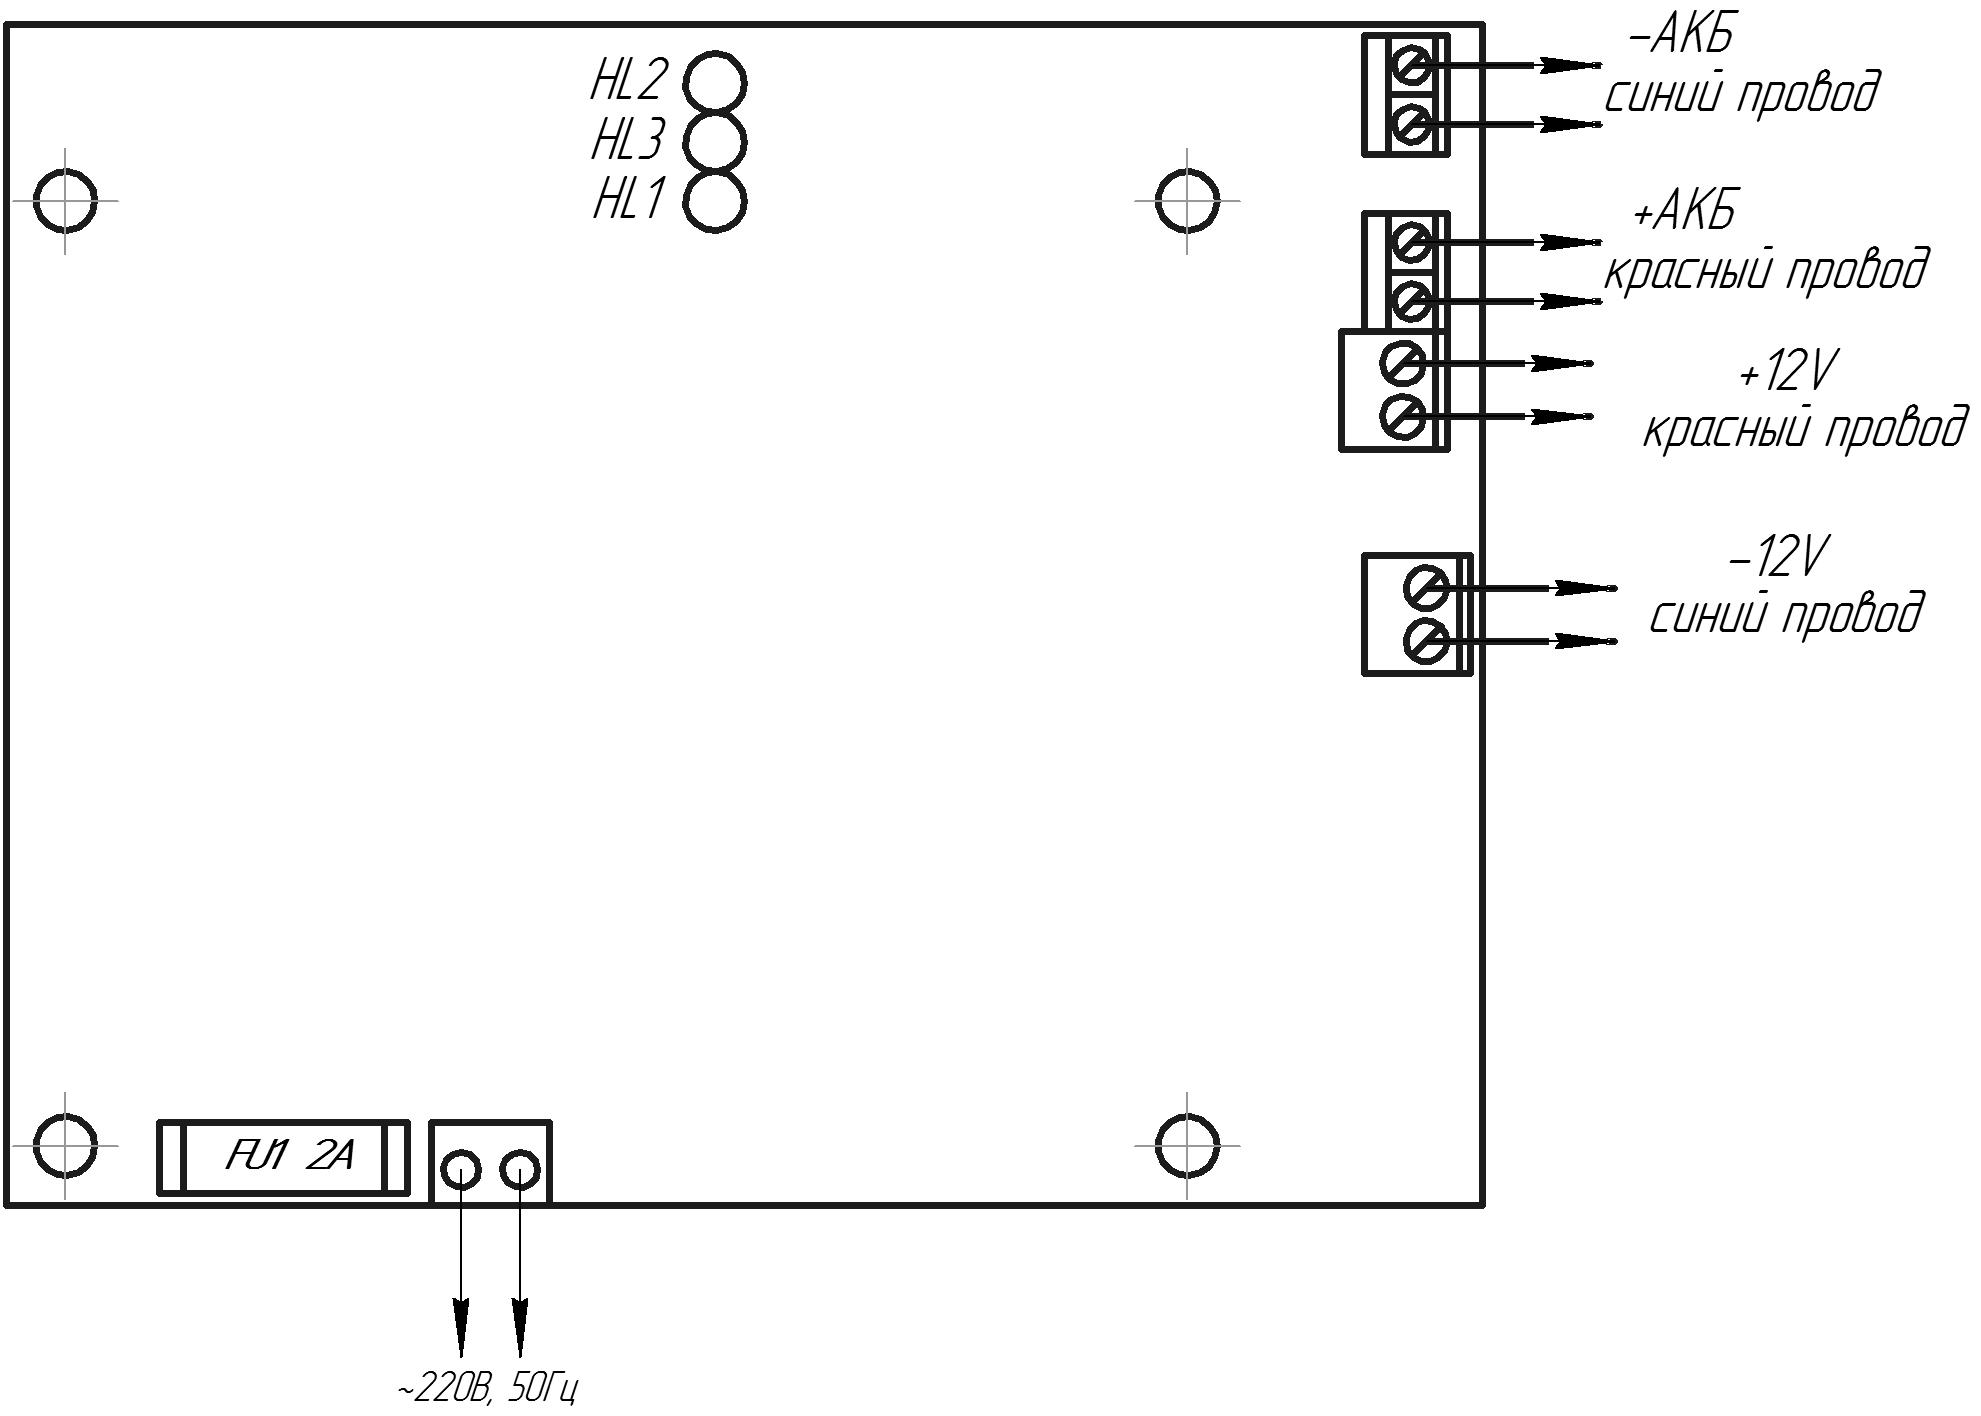 HL2
HL3
HL1
-АКБ
синий провод
+АКБ
красный провод
+12V
красный провод
-12V
синий провод
FU1 2A
~220В, 50Гц